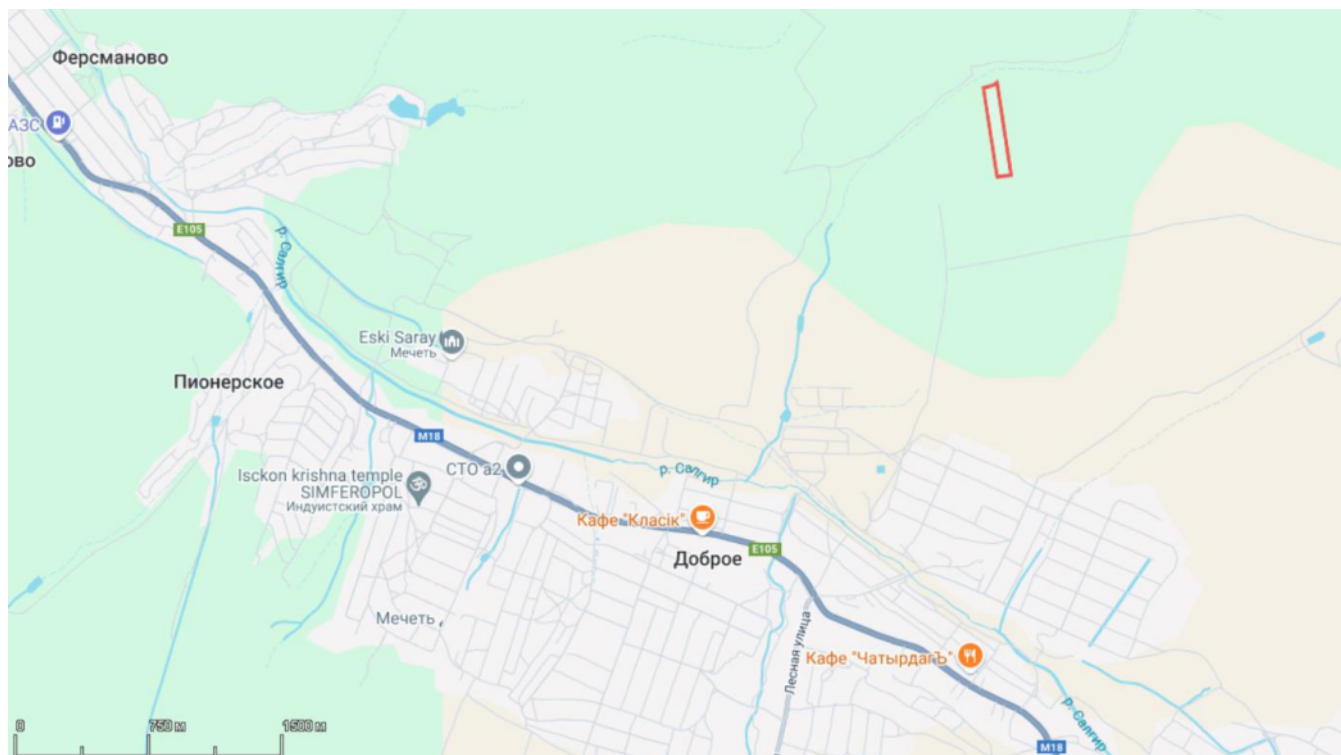 Ферсманово
АЗС
ово
E105
р. Салгир
Eski Saray
Мечеть
Пионерское
M18
СТО а2
р. Салгир
Isckon krishna temple
SIMFEROPOL
Индуистский храм
Кафе "Класік"
E105
Доброе
Мечеть
Лесная улица
Кафе "ЧатырдагЪ"
р. Салгир
M18
0
750 м
1500 м